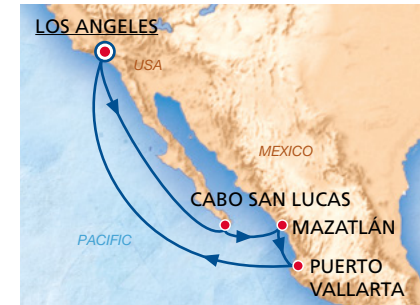 LOS ANGELES
USA
MEXICO
CABO SAN LUCAS
MAZATLÁN
PACIFIC
PUERTO
VALLARTA